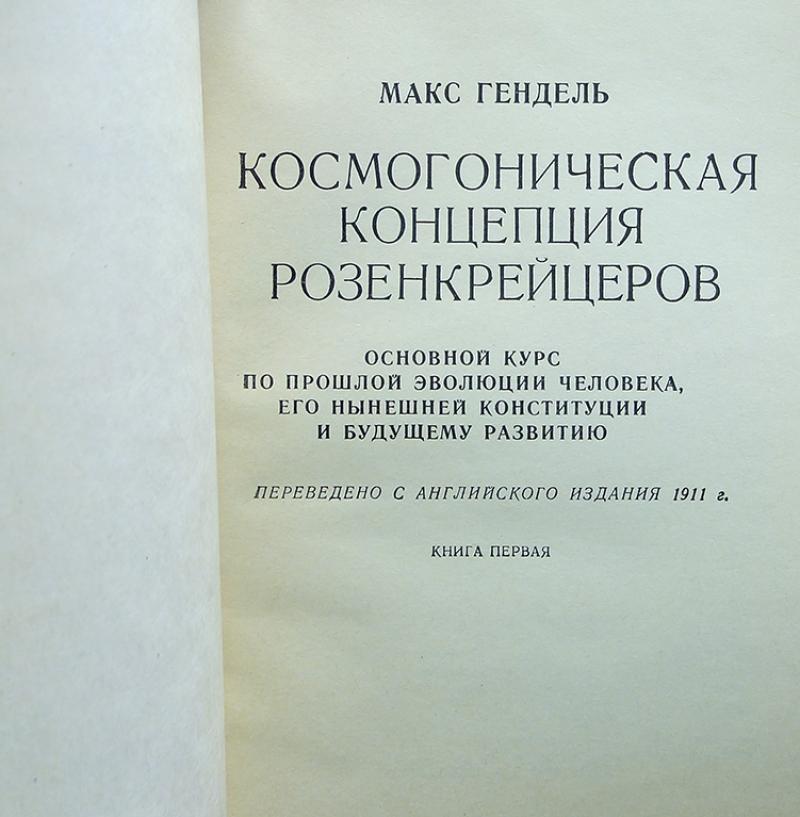 МАКС ГЕНДЕЛЬ
КОСМОГОНИЧЕСКАЯ
КОНЦЕПЦИЯ
РОЗЕНКРЕЙЦЕРОВ
ОСНОВНОЙ КУРС
ПО ПРОШЛОЙ ЭВОЛЮЦИИ ЧЕЛОВЕКА,
ЕГО НЫНЕШНЕЙ КОНСТИТУЦИИ
И БУДУЩЕМУ РАЗВИТИЮ
ПЕРЕВЕДЕНО С АНГЛИЙСКОГО ИЗДАНИЯ 1911 г.
КНИГА ПЕРВАЯ